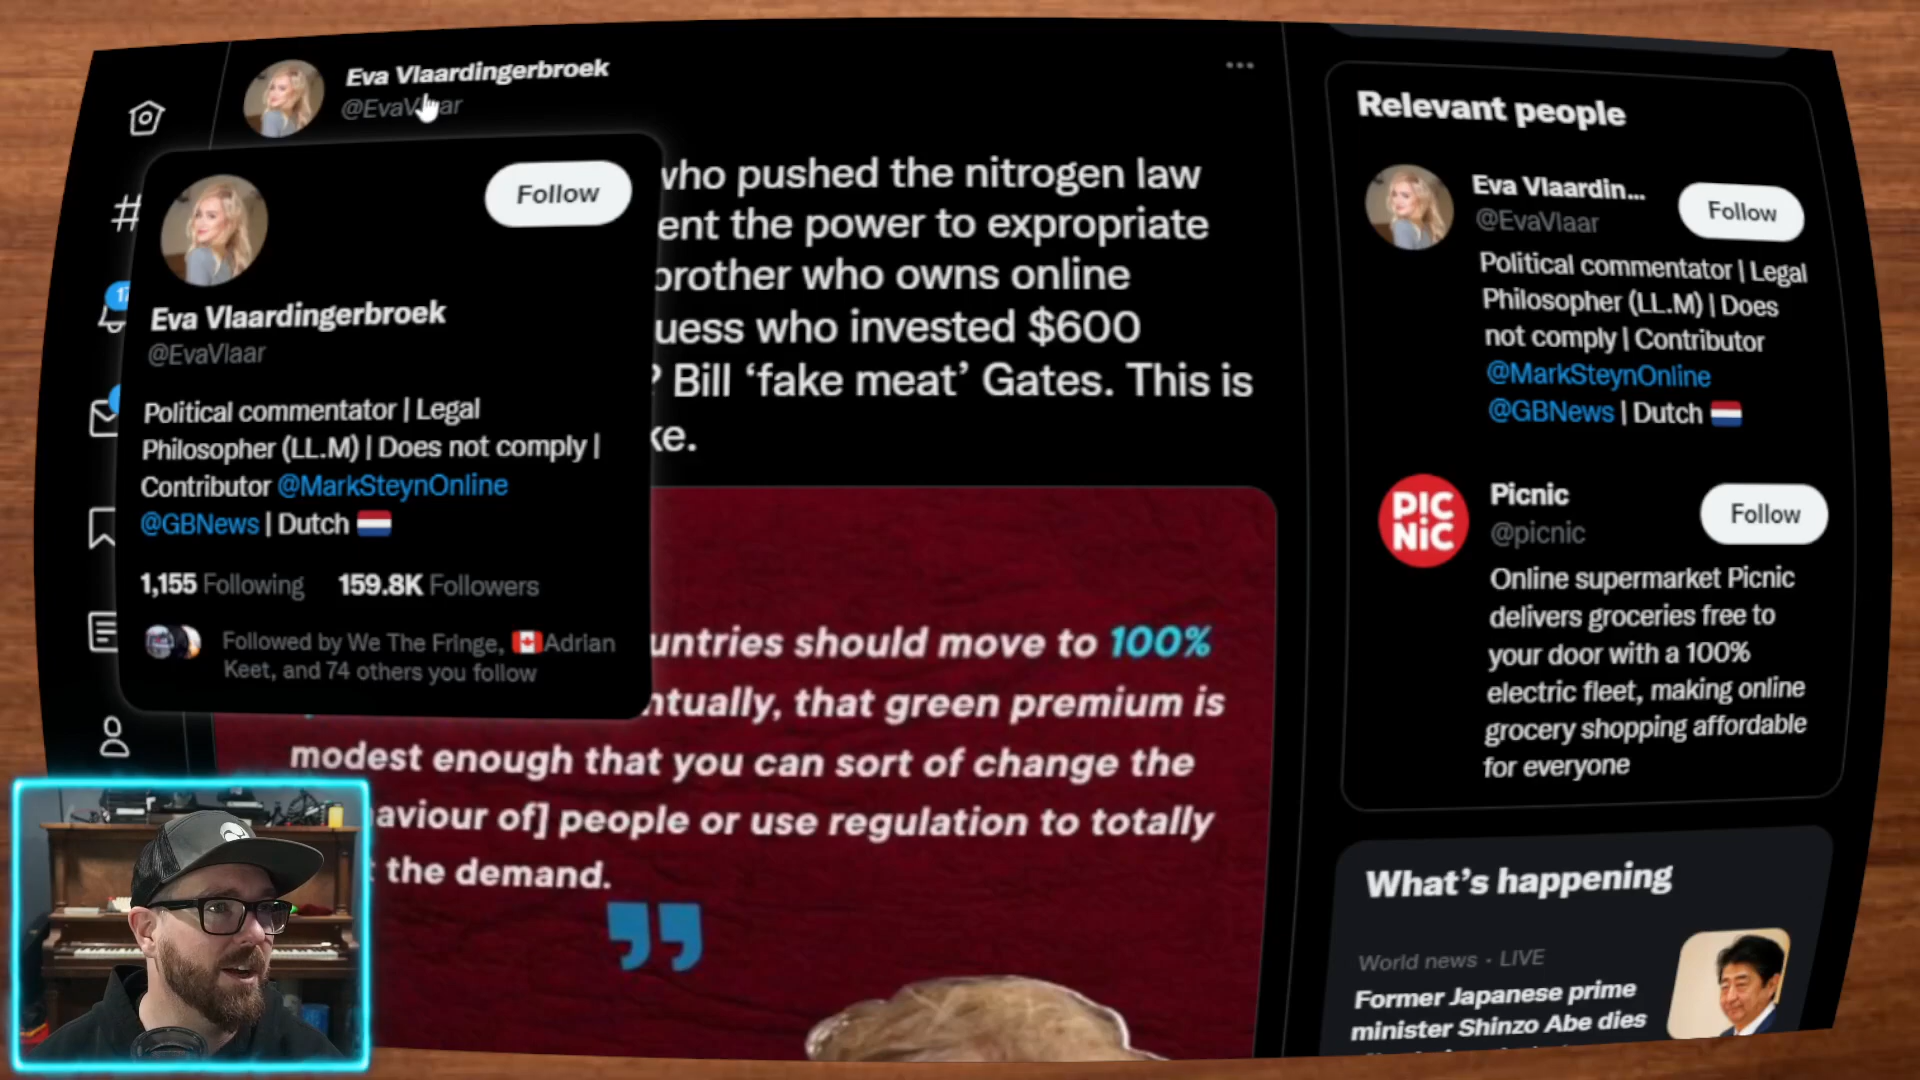 Eva Vlaardingerbroek
@EvaVlaar
Follow
Eva Vlaardingerbroek
@EvaVlaar
Political commentator | Legal
Philosopher (LL.M) | Does not comply |
Contributor @MarkSteynOnline
@GBNews | Dutch
1,155 Following 159.8K Followers
Followed by We The Fringe, Adrian
Keet, and 74 others you follow
who pushed the nitrogen law
ent the power to expropriate
brother who owns online
uess who invested $600
? Bill ‘fake meat’ Gates. This is
ke.
untries should move to 100%
ntually, that green premium is
modest enough that you can sort of change the
aviour of] people or use regulation to totally
the demand.
”
Relevant people
Eva Vlaardin...
@EvaVlaar
Follow
Political commentator | Legal
Philosopher (LL.M) | Does
not comply | Contributor
@MarkSteynOnline
@GBNews | Dutch
PIC
NiC
Picnic
@picnic
Follow
Online supermarket Picnic
delivers groceries free to
your door with a 100%
electric fleet, making online
grocery shopping affordable
for everyone
What’s happening
World news · LIVE
Former Japanese prime
minister Shinzo Abe dies